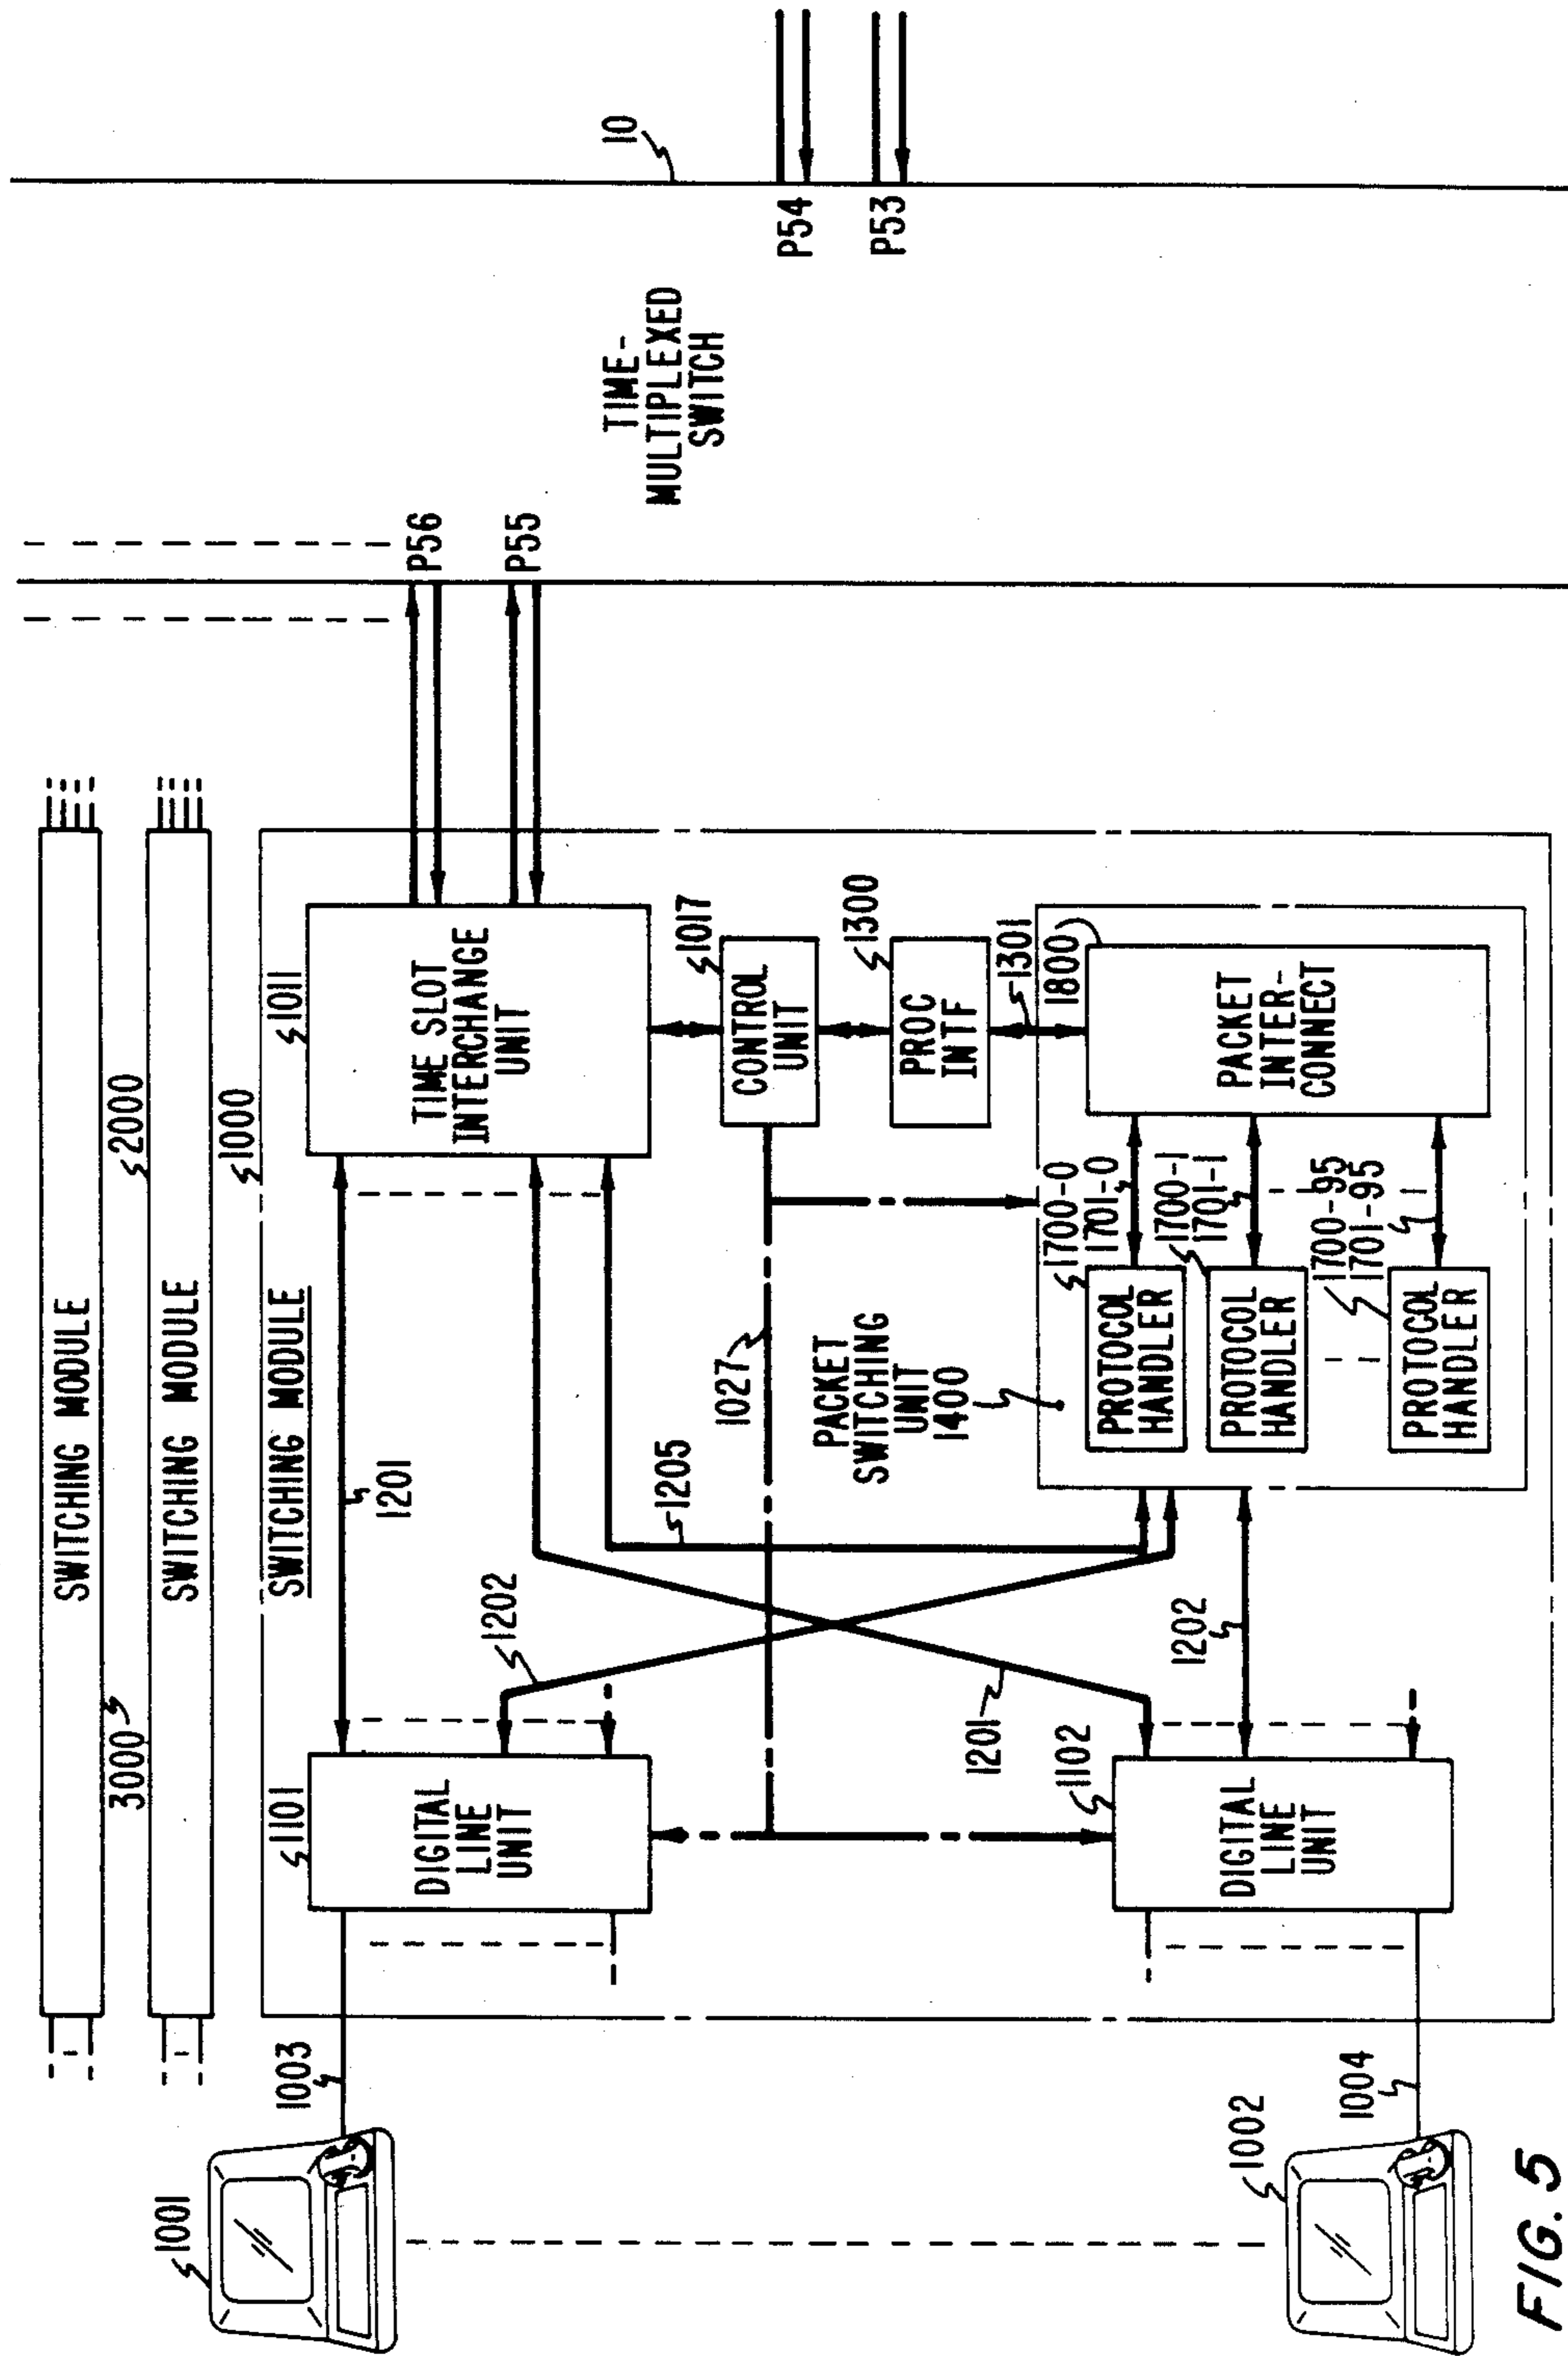 SWITCHING MODULE
3000
SWITCHING MODULE
2000
1000
SWITCHING MODULE
1001
1003
1101
DIGITAL
LINE
UNIT
1201
1202
1011
TIME SLOT
INTERCHANGE
UNIT
P56
P55
TIME-
MULTIPLEXED
SWITCH
10
P54
P53
1205
1027
1017
CONTROL
UNIT
1300
PROC
INTF
1301
1201
1102
DIGITAL
LINE
UNIT
1202
PACKET
SWITCHING
UNIT
1400
1700-0
1701-0
PROTOCOL
HANDLER
1700-1
1701-1
PROTOCOL
HANDLER
1700-95
1701-95
PROTOCOL
HANDLER
1800
PACKET
INTER-
CONNECT
1002
1004
FIG. 5